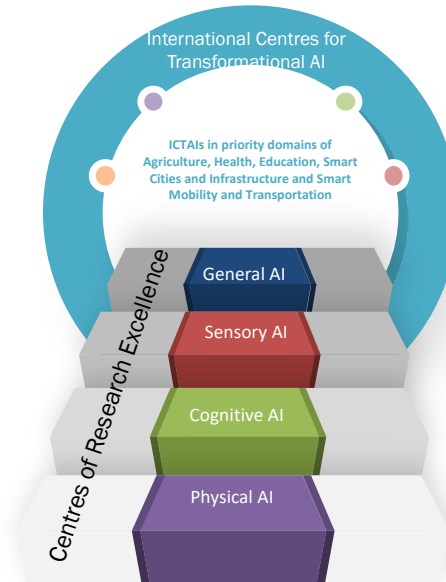 International Centres for
Transformational AI
ICTAIs in priority domains of
Agriculture, Health, Education, Smart
Cities and Infrastructure and Smart
Mobility and Transportation
Centres of Research Excellence
General AI
Sensory AI
Cognitive AI
Physical AI